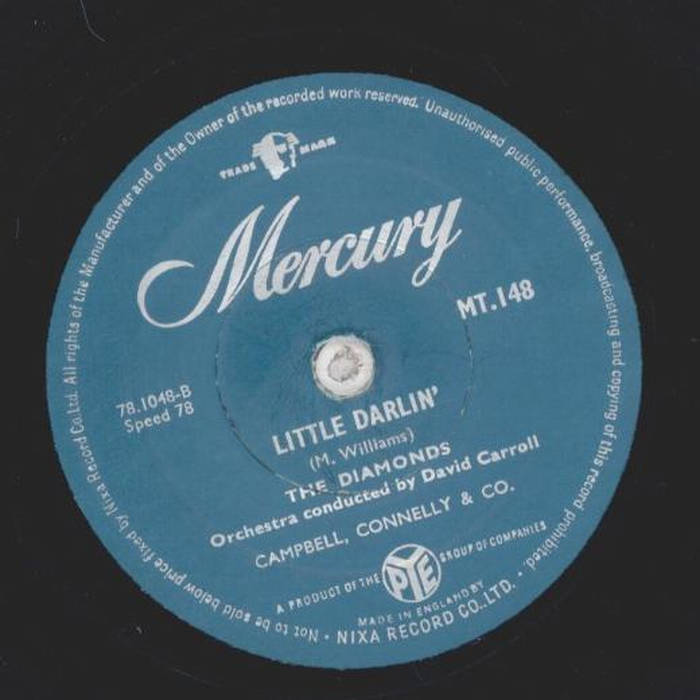 All rights of the Manufacturer and of the Owner of the recorded work reserved. Unauthorised public performance, broadcasting and copying of this record prohibited.
TRADE MARK
Mercury
MT.148
78.1048-B
Speed 78
LITTLE DARLIN'
(M. Williams)
THE DIAMONDS
Orchestra conducted by David Carroll
CAMPBELL, CONNELLY & CO.
A PRODUCT OF THE PYE GROUP OF COMPANIES
MADE IN ENGLAND BY
NIXA RECORD CO., LTD. •
• Not to be sold below price fixed by Nixa Record Co. Ltd.